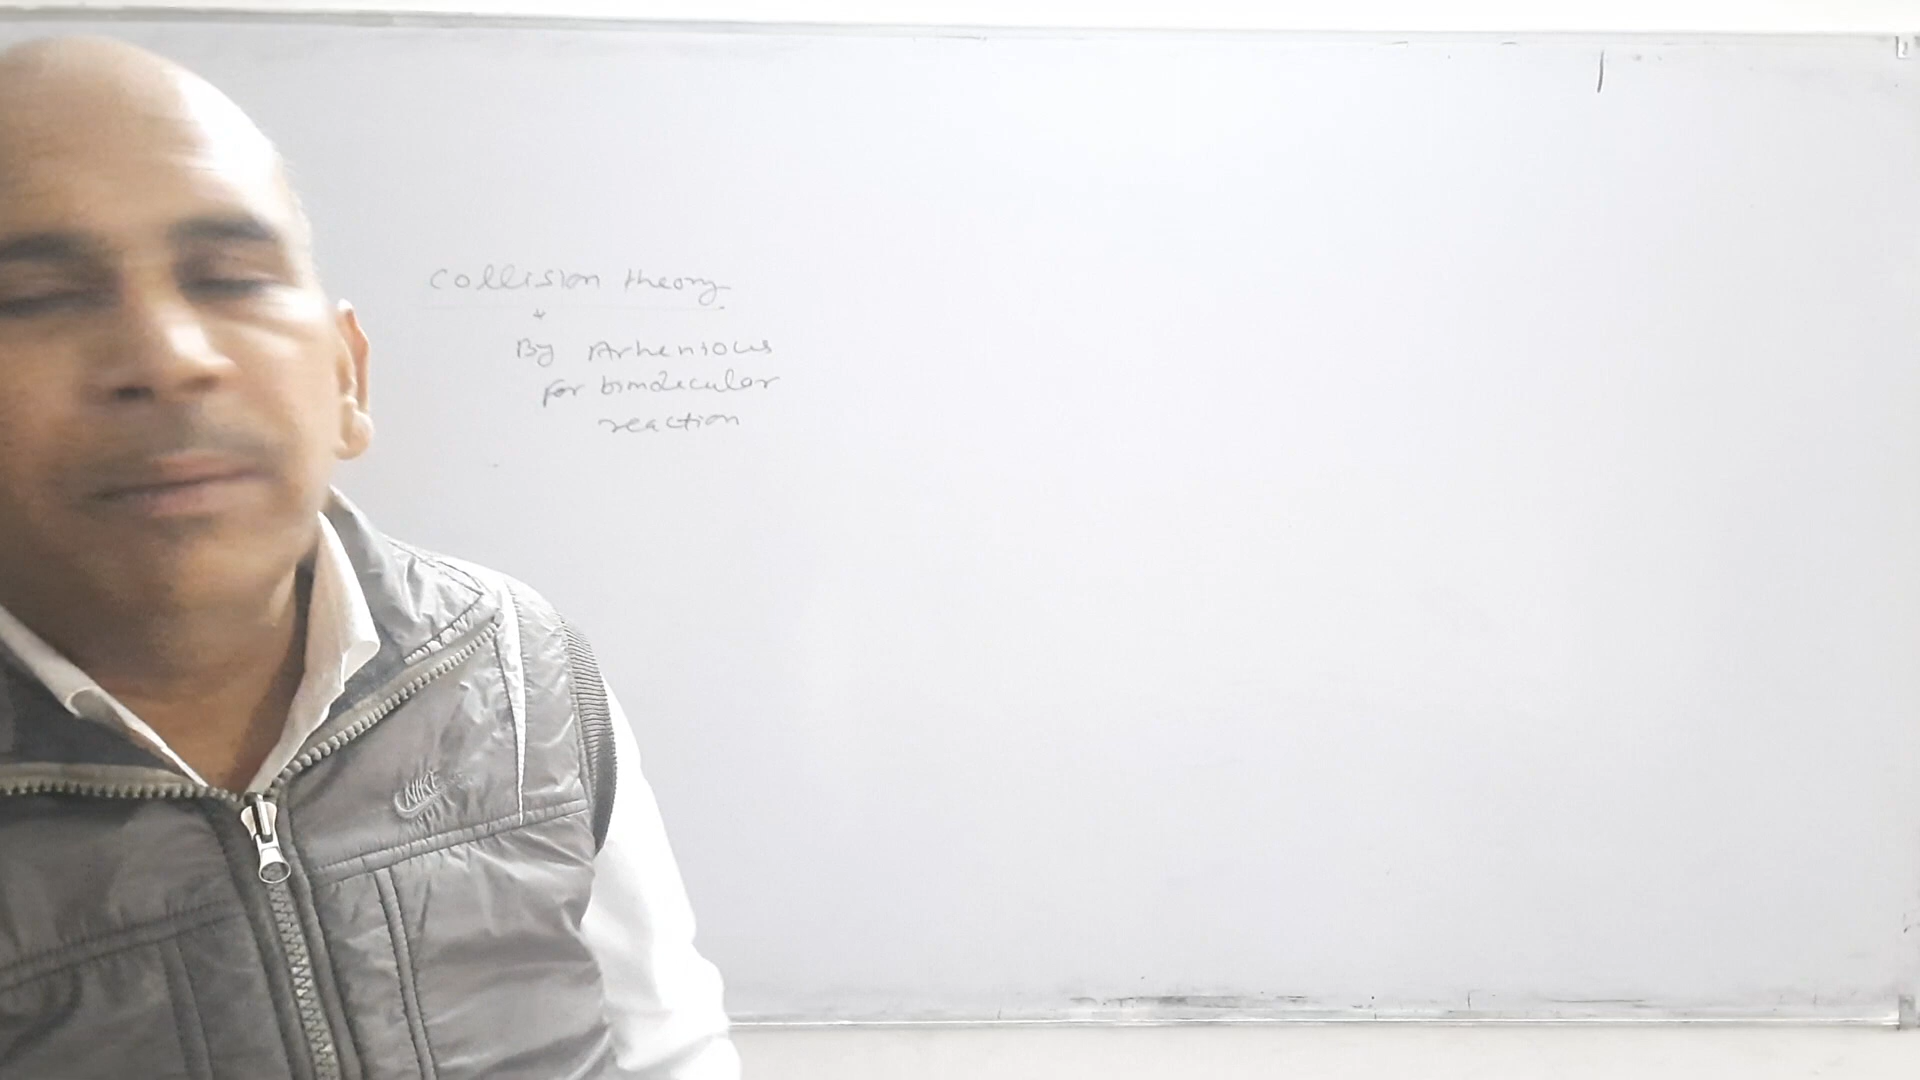 Collision theory
By Arhenious
For bimolecular
reaction
NIKE